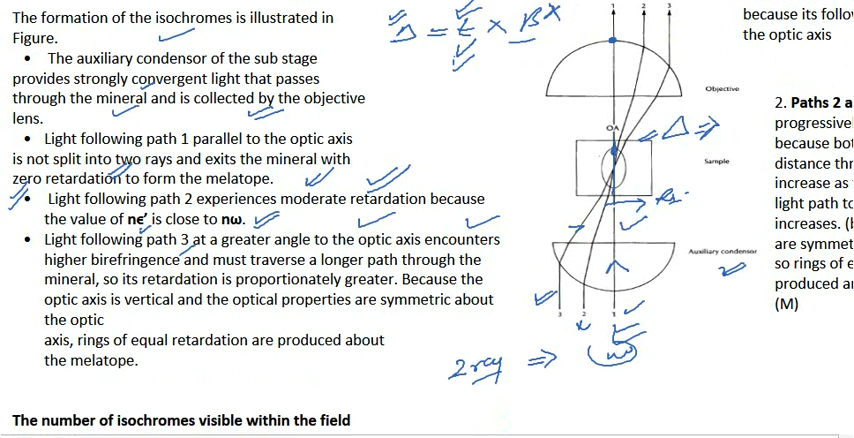 The formation of the isochromes is illustrated in
Figure.
• The auxiliary condensor of the sub stage
provides strongly convergent light that passes
through the mineral and is collected by the objective
lens.
• Light following path 1 parallel to the optic axis
is not split into two rays and exits the mineral with
zero retardation to form the melatope.
• Light following path 2 experiences moderate retardation because
the value of nє′ is close to nω.
• Light following path 3 at a greater angle to the optic axis encounters
higher birefringence and must traverse a longer path through the
mineral, so its retardation is proportionately greater. Because the
optic axis is vertical and the optical properties are symmetric about
the optic
axis, rings of equal retardation are produced about
the melatope.
The number of isochromes visible within the field
Δ = t ×
1 2 3
Objective
OA
Δ ⇒
Sample
Auxiliary condensor
3 2 1
2 ray ⇒
because its follo
the optic axis
2. Paths 2 a
progressive
because bo
distance thr
increase as
light path to
increases. (
are symmet
so rings of e
produced a
(M)